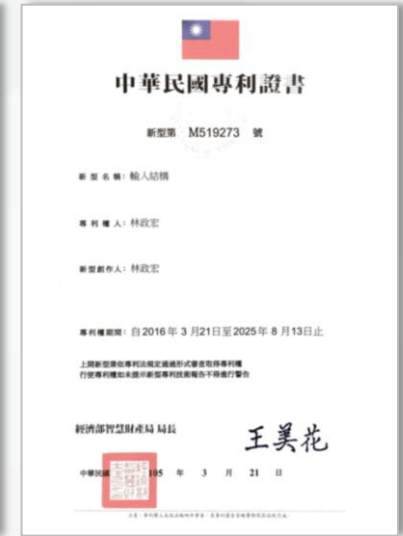 中華民國專利證書
新型第 M519273 號
新型名稱：輸入結構
專利權人：林政宏
新型創作人：林政宏
專利權期間：自2016年3月21日至2025年8月13日止
上開新型業依專利法規定通過形式審查取得專利權
行使專利權如未提示新型專利技術報告不得進行警告
經濟部智慧財產局 局長
王美花
中華民國 105 年 3 月 21 日